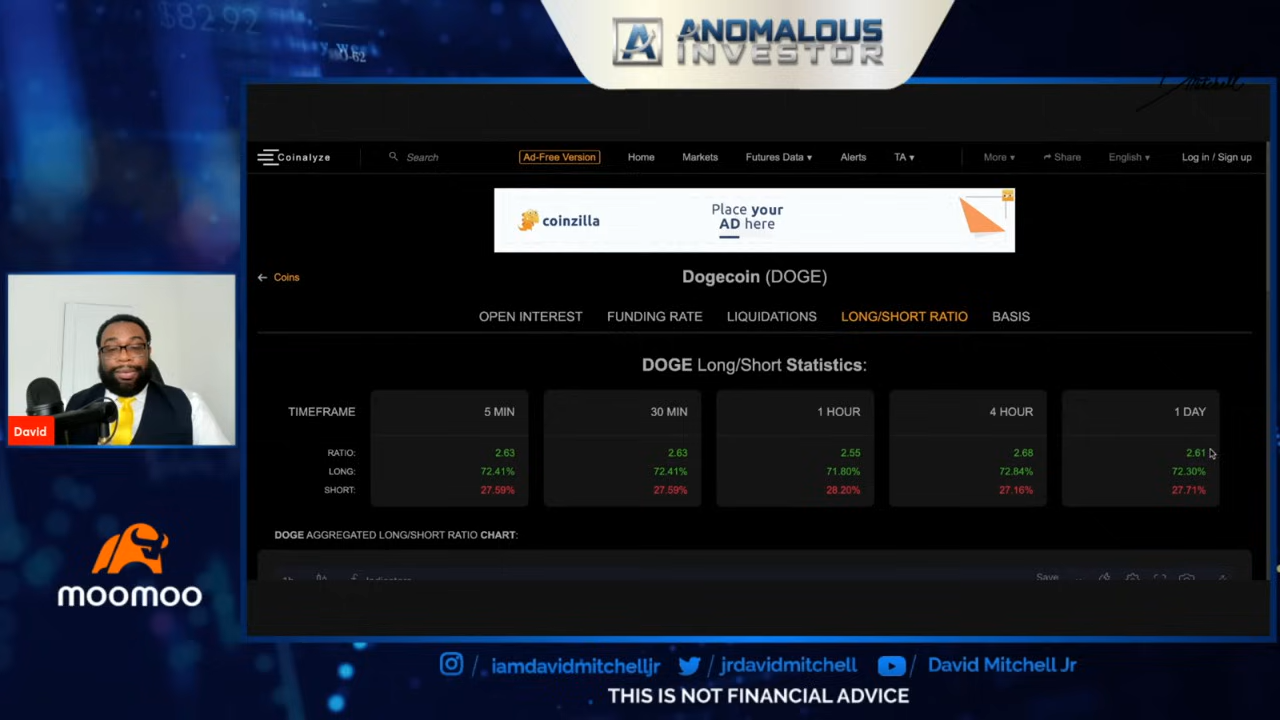 $82.92
ANOMALOUS
INVESTOR
Coinalyze
Search
Ad-Free Version
Home
Markets
Futures Data ▾
Alerts
TA ▾
More ▾
Share
English ▾
Log in / Sign up
coinzilla
Place your
AD here
← Coins
Dogecoin (DOGE)
OPEN INTEREST
FUNDING RATE
LIQUIDATIONS
LONG/SHORT RATIO
BASIS
DOGE Long/Short Statistics:
TIMEFRAME 5 MIN 30 MIN 1 HOUR 4 HOUR 1 DAY
RATIO: 2.63 2.63 2.55 2.68 2.61
LONG: 72.41% 72.41% 71.80% 72.84% 72.30%
SHORT: 27.59% 27.59% 28.20% 27.16% 27.71%
DOGE AGGREGATED LONG/SHORT RATIO CHART:
Save
David
moomoo
/ iamdavidmitchelljr / jrdavidmitchell / David Mitchell Jr
THIS IS NOT FINANCIAL ADVICE